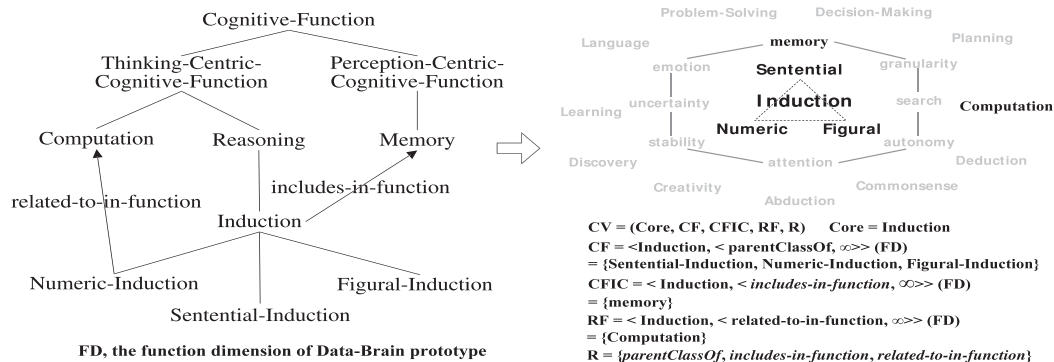 Cognitive-Function
Thinking-Centric-
Cognitive-Function
Perception-Centric-
Cognitive-Function
Computation
Reasoning
Memory
related-to-in-function
includes-in-function
Induction
Numeric-Induction
Figural-Induction
Sentential-Induction
FD, the function dimension of Data-Brain prototype
Problem-Solving
Decision-Making
Language
memory
Planning
emotion
Sentential
granularity
Learning
uncertainty
Induction
search
Computation
Numeric
Figural
stability
autonomy
Discovery
attention
Deduction
Creativity
Commonsense
Abduction
CV = (Core, CF, CFIC, RF, R) Core = Induction
CF = <Induction, < parentClassOf, ∞>> (FD)
= {Sentential-Induction, Numeric-Induction, Figural-Induction}
CFIC = < Induction, < includes-in-function, ∞>> (FD)
= {memory}
RF = < Induction, < related-to-in-function, ∞>> (FD)
= {Computation}
R = {parentClassOf, includes-in-function, related-to-in-function}